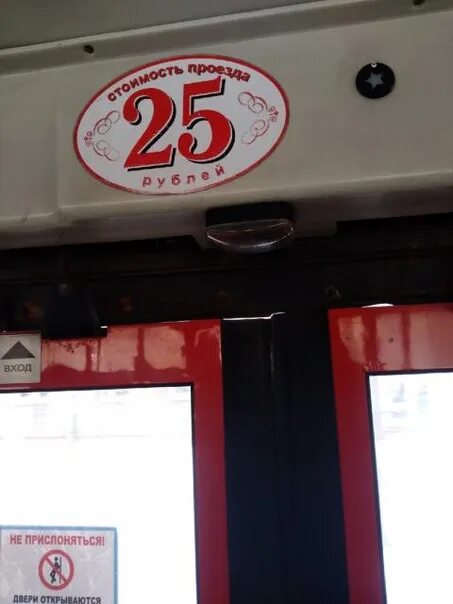 стоимость проезда
25
рублей
ВХОД
НЕ ПРИСЛОНЯТЬСЯ!
ДВЕРИ ОТКРЫВАЮТСЯ